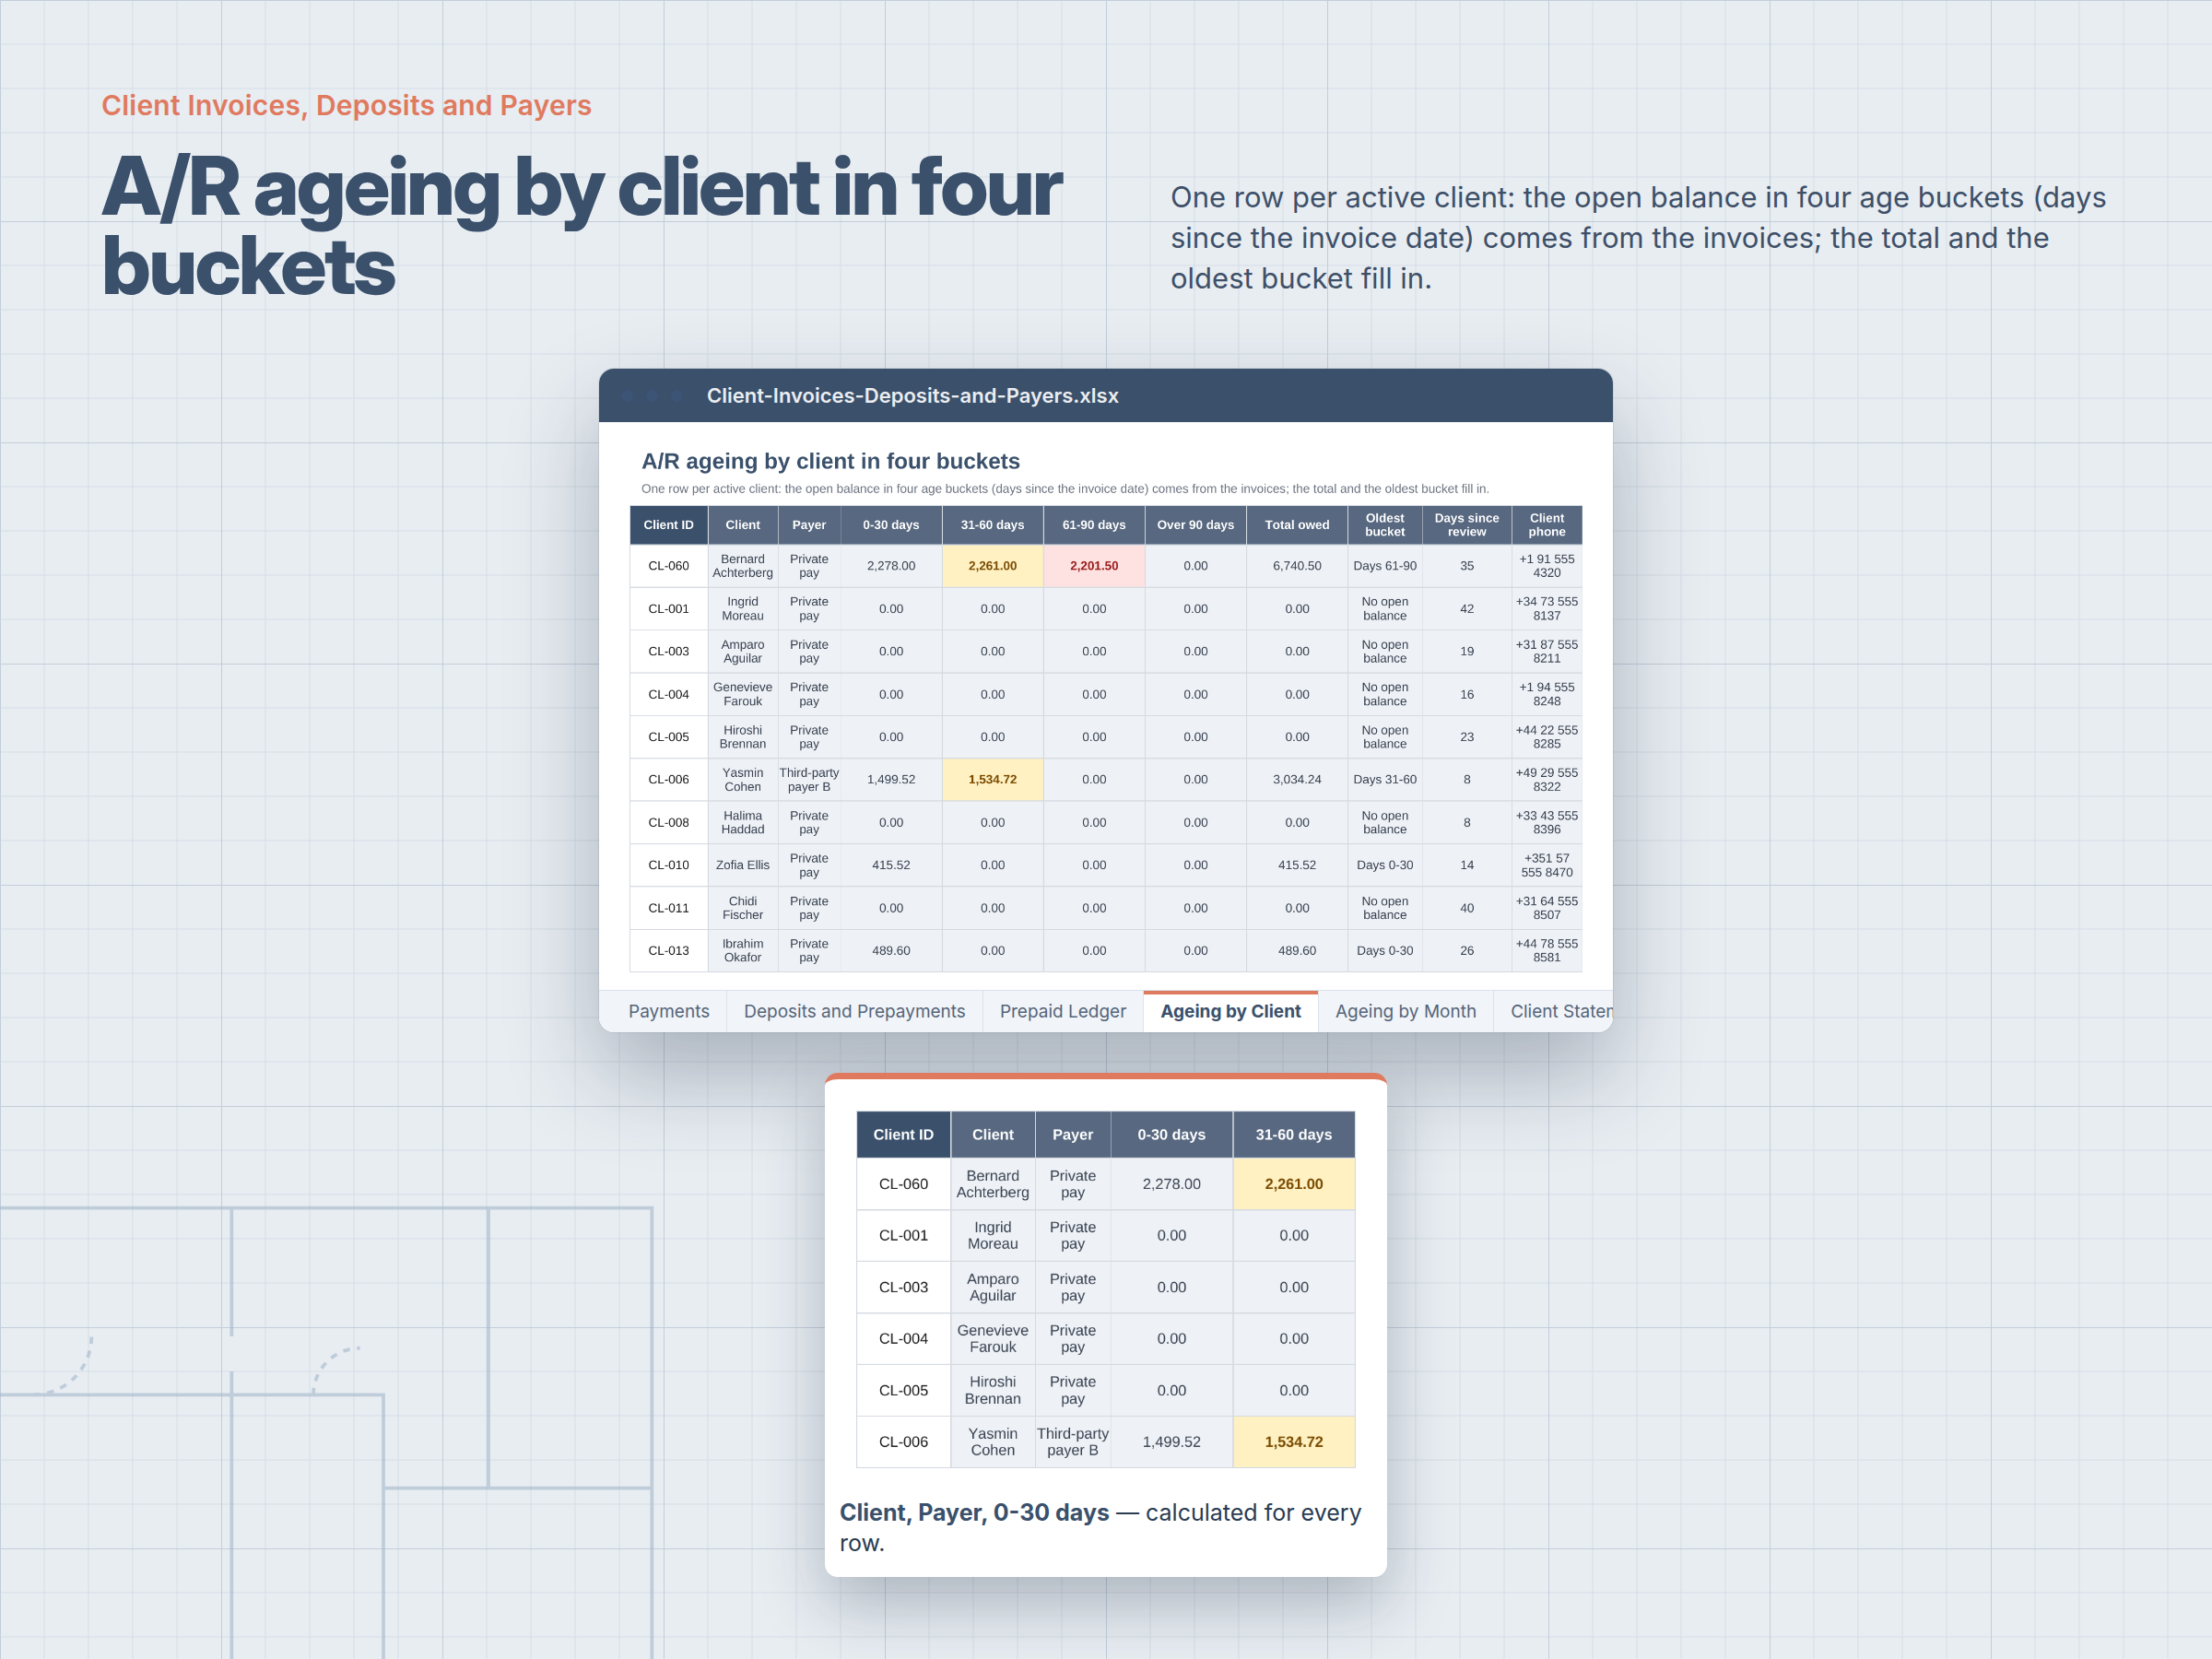 Client Invoices, Deposits and Payers
A/R ageing by client in four
buckets
One row per active client: the open balance in four age buckets (days
since the invoice date) comes from the invoices; the total and the
oldest bucket fill in.
Client-Invoices-Deposits-and-Payers.xlsx
A/R ageing by client in four buckets
One row per active client: the open balance in four age buckets (days since the invoice date) comes from the invoices; the total and the oldest bucket fill in.
Client ID Client Payer 0-30 days 31-60 days 61-90 days Over 90 days Total owed Oldest bucket Days since review Client phone
CL-060 Bernard Achterberg Private pay 2,278.00 2,261.00 2,201.50 0.00 6,740.50 Days 61-90 35 +1 91 555 4320
CL-001 Ingrid Moreau Private pay 0.00 0.00 0.00 0.00 0.00 No open balance 42 +34 73 555 8137
CL-003 Amparo Aguilar Private pay 0.00 0.00 0.00 0.00 0.00 No open balance 19 +31 87 555 8211
CL-004 Genevieve Farouk Private pay 0.00 0.00 0.00 0.00 0.00 No open balance 16 +1 94 555 8248
CL-005 Hiroshi Brennan Private pay 0.00 0.00 0.00 0.00 0.00 No open balance 23 +44 22 555 8285
CL-006 Yasmin Cohen Third-party payer B 1,499.52 1,534.72 0.00 0.00 3,034.24 Days 31-60 8 +49 29 555 8322
CL-008 Halima Haddad Private pay 0.00 0.00 0.00 0.00 0.00 No open balance 8 +33 43 555 8396
CL-010 Zofia Ellis Private pay 415.52 0.00 0.00 0.00 415.52 Days 0-30 14 +351 57 555 8470
CL-011 Chidi Fischer Private pay 0.00 0.00 0.00 0.00 0.00 No open balance 40 +31 64 555 8507
CL-013 Ibrahim Okafor Private pay 489.60 0.00 0.00 0.00 489.60 Days 0-30 26 +44 78 555 8581
Payments Deposits and Prepayments Prepaid Ledger Ageing by Client Ageing by Month Client Staten
Client ID Client Payer 0-30 days 31-60 days
CL-060 Bernard Achterberg Private pay 2,278.00 2,261.00
CL-001 Ingrid Moreau Private pay 0.00 0.00
CL-003 Amparo Aguilar Private pay 0.00 0.00
CL-004 Genevieve Farouk Private pay 0.00 0.00
CL-005 Hiroshi Brennan Private pay 0.00 0.00
CL-006 Yasmin Cohen Third-party payer B 1,499.52 1,534.72
Client, Payer, 0-30 days — calculated for every
row.